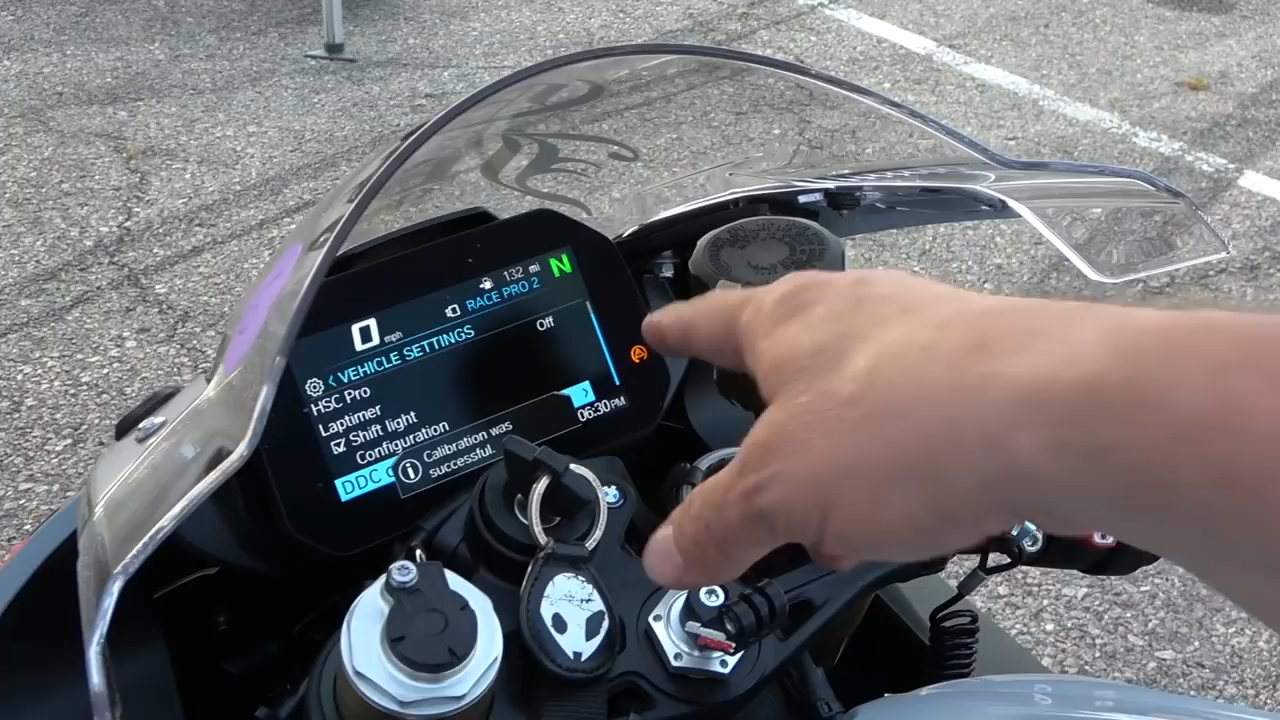 132 mi N
RACE PRO 2
0 mph
VEHICLE SETTINGS
Off
HSC Pro
Laptimer
Shift light
Configuration
DDC
Calibration was
successful.
06:30 PM